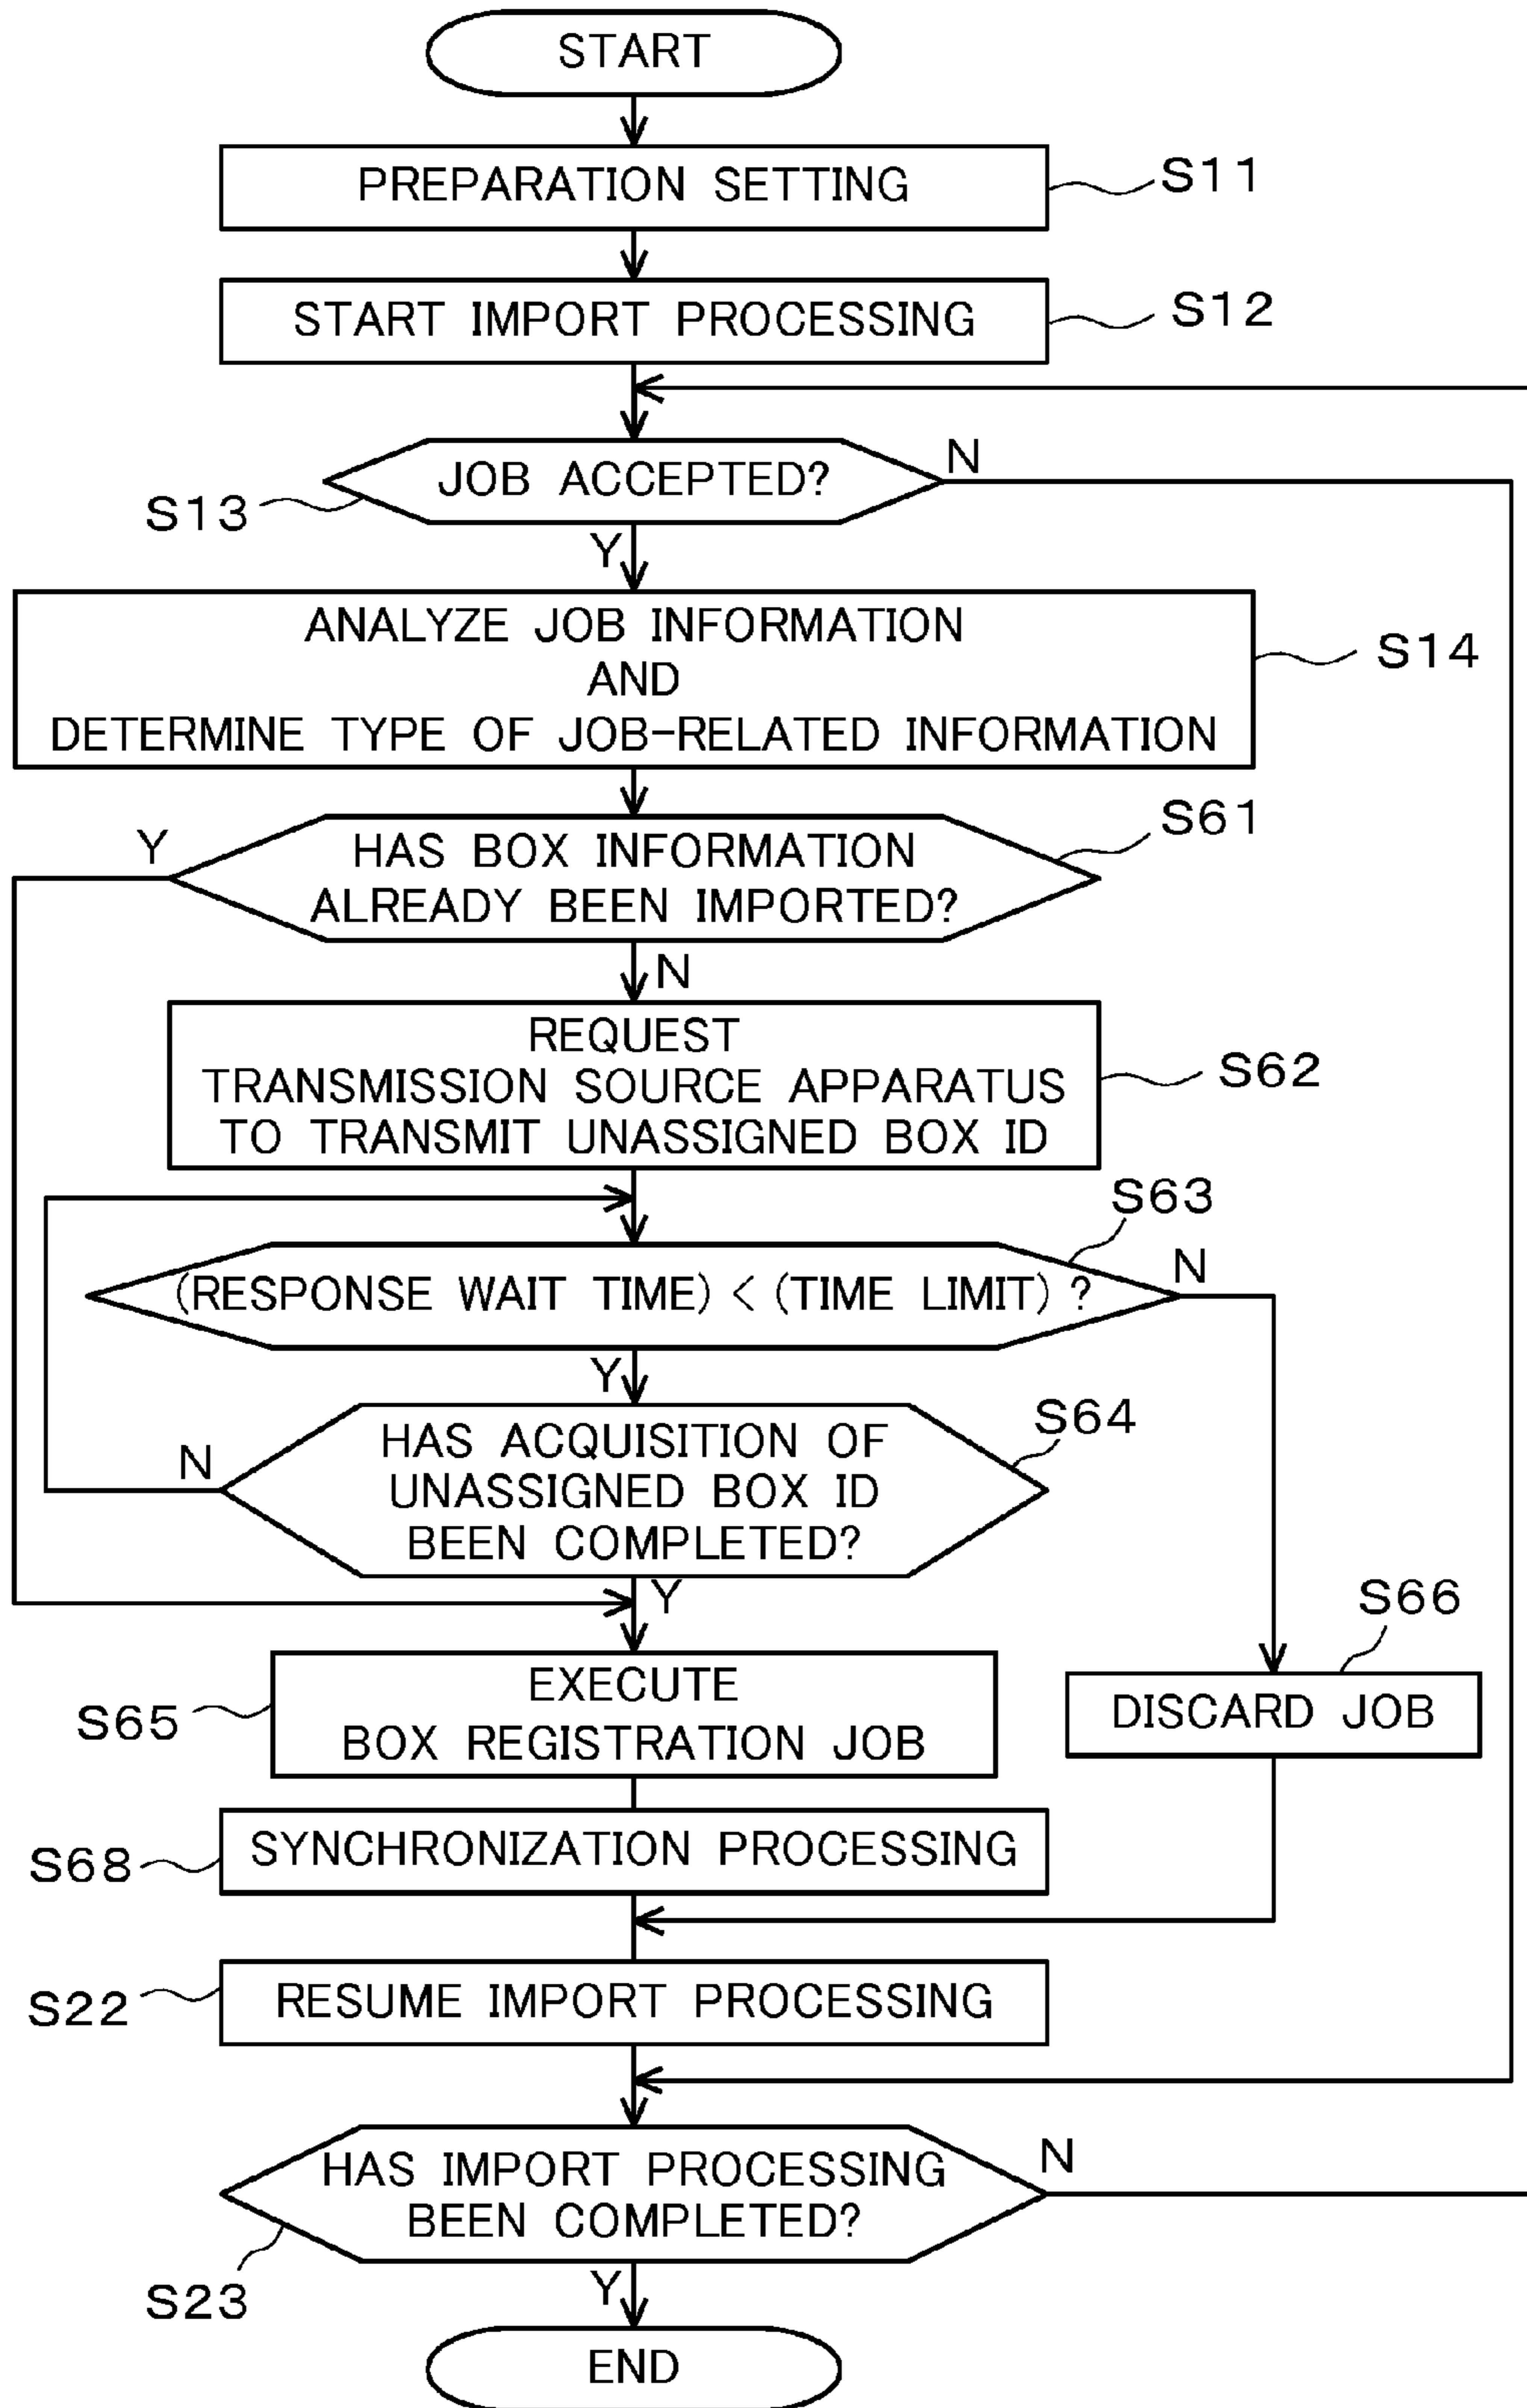 START
PREPARATION SETTING
S11
START IMPORT PROCESSING
S12
JOB ACCEPTED?
N
S13
Y
ANALYZE JOB INFORMATION
AND
DETERMINE TYPE OF JOB-RELATED INFORMATION
S14
S61
Y
HAS BOX INFORMATION
ALREADY BEEN IMPORTED?
N
REQUEST
TRANSMISSION SOURCE APPARATUS
TO TRANSMIT UNASSIGNED BOX ID
S62
S63
(RESPONSE WAIT TIME) < (TIME LIMIT) ?
N
Y
S64
HAS ACQUISITION OF
UNASSIGNED BOX ID
BEEN COMPLETED?
N
Y
S66
EXECUTE
BOX REGISTRATION JOB
S65
DISCARD JOB
SYNCHRONIZATION PROCESSING
S68
RESUME IMPORT PROCESSING
S22
HAS IMPORT PROCESSING
BEEN COMPLETED?
N
S23
Y
END